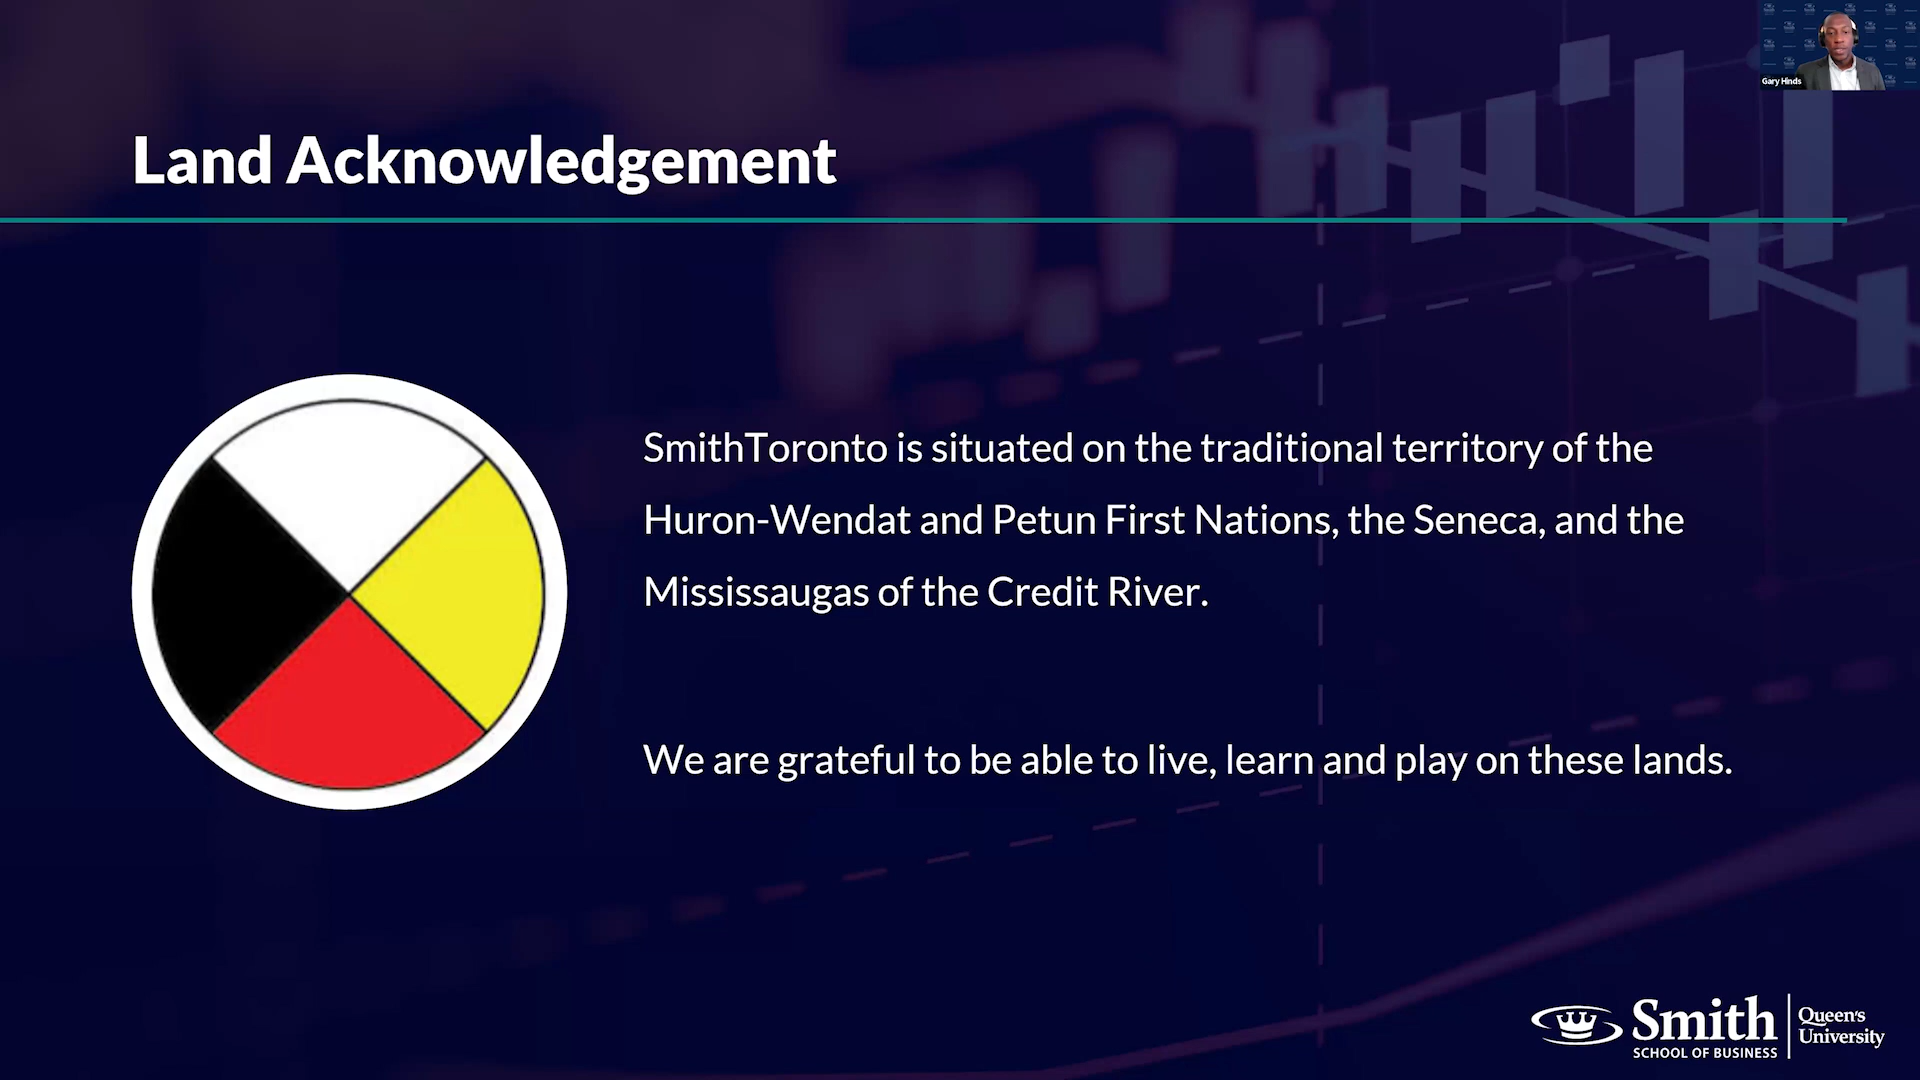 Gary Hinds
Land Acknowledgement
SmithToronto is situated on the traditional territory of the
Huron-Wendat and Petun First Nations, the Seneca, and the
Mississaugas of the Credit River.
We are grateful to be able to live, learn and play on these lands.
Smith
SCHOOL OF BUSINESS
Queen's
University